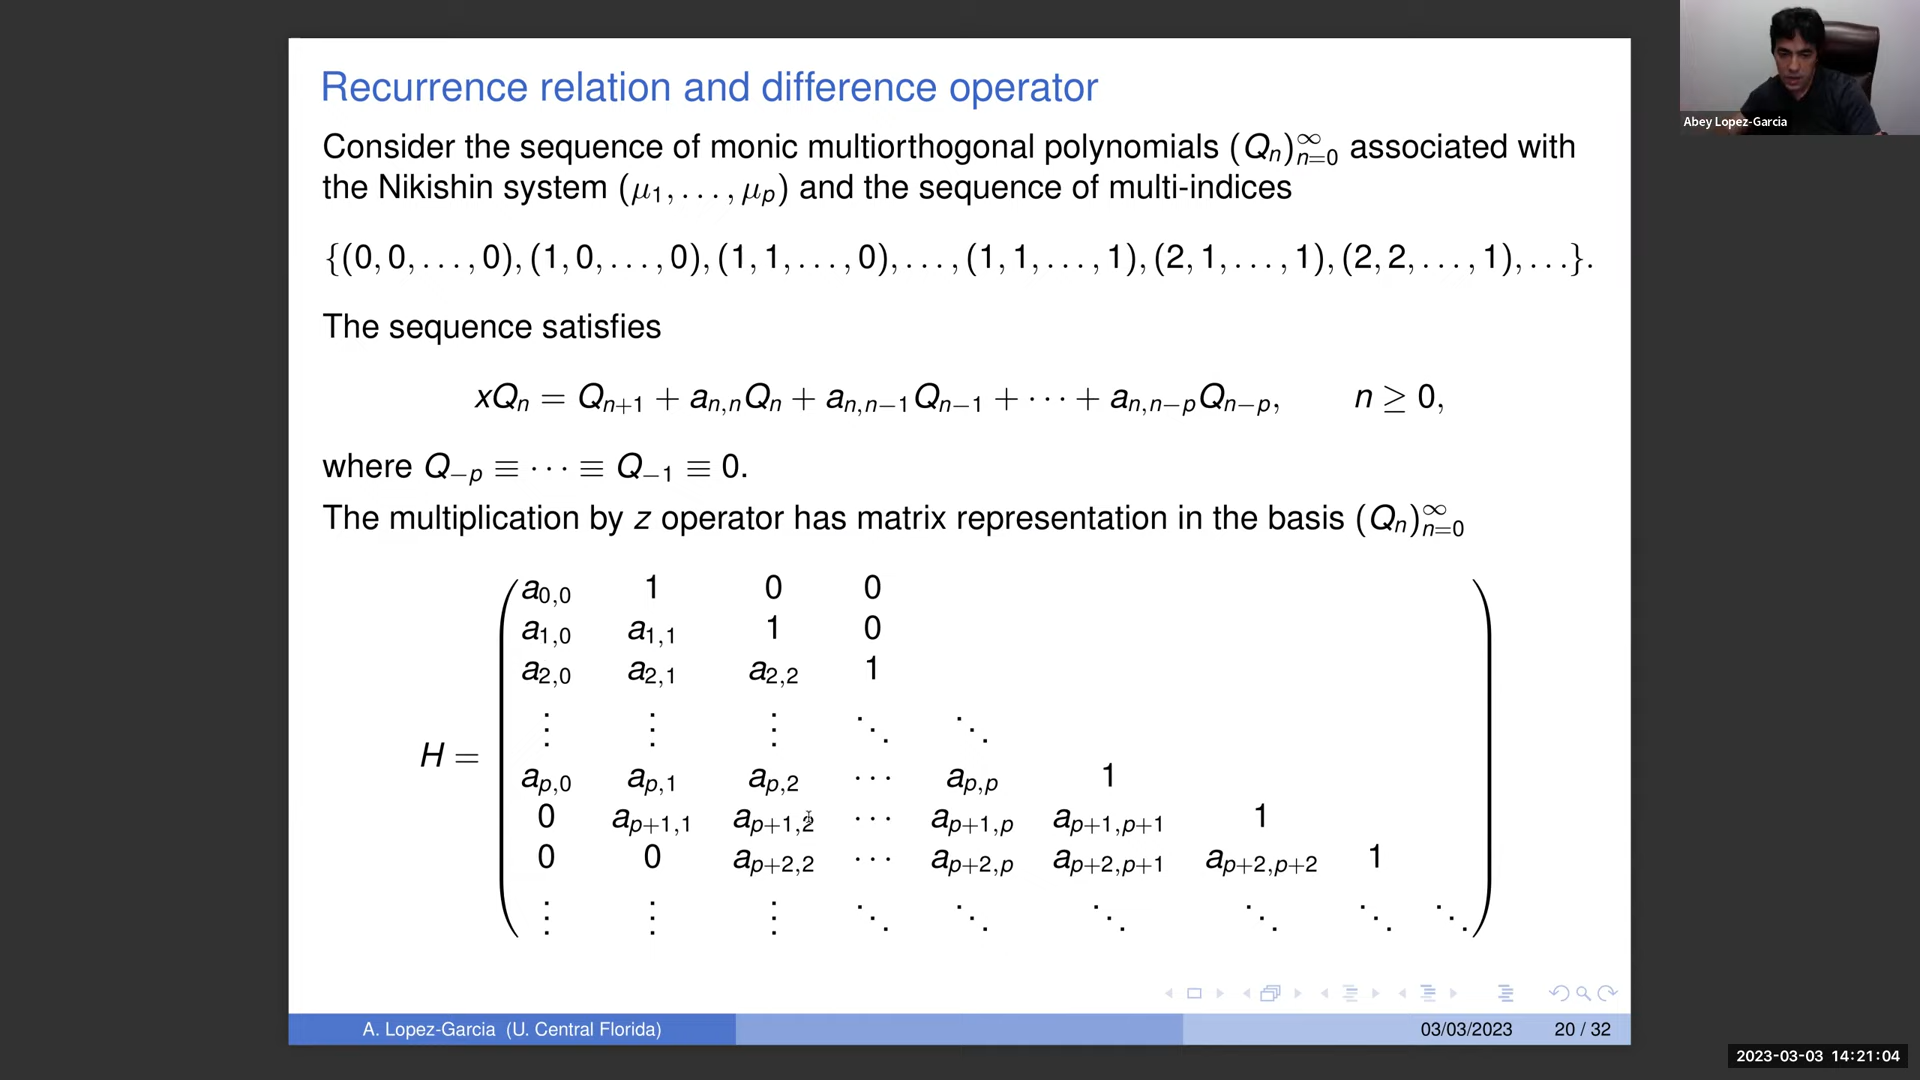 Recurrence relation and difference operator
Consider the sequence of monic multiorthogonal polynomials (Qₙ)∞ₙ₌₀ associated with
the Nikishin system (μ₁, . . . , μₚ) and the sequence of multi-indices
{(0, 0, . . . , 0), (1, 0, . . . , 0), (1, 1, . . . , 0), . . . , (1, 1, . . . , 1), (2, 1, . . . , 1), (2, 2, . . . , 1), . . .}.
The sequence satisfies
xQ_n = Q_{n+1} + a_{n,n}Q_n + a_{n,n−1}Q_{n−1} + · · · + a_{n,n−p}Q_{n−p}, n ≥ 0,
where Q_{−p} ≡ · · · ≡ Q_{−1} ≡ 0.
The multiplication by z operator has matrix representation in the basis (Qₙ)∞ₙ₌₀
a_{0,0} 1 0 0
a_{1,0} a_{1,1} 1 0
a_{2,0} a_{2,1} a_{2,2} 1
⋮ ⋮ ⋮ ⋱ ⋱
H =
a_{p,0} a_{p,1} a_{p,2} · · · a_{p,p} 1
0 a_{p+1,1} a_{p+1,2} · · · a_{p+1,p} a_{p+1,p+1} 1
0 0 a_{p+2,2} · · · a_{p+2,p} a_{p+2,p+1} a_{p+2,p+2} 1
⋮ ⋮ ⋮ ⋱ ⋱ ⋱ ⋱ ⋱ ⋱
A. Lopez-Garcia (U. Central Florida) 03/03/2023 20 / 32
Abey Lopez-Garcia
2023-03-03 14:21:04